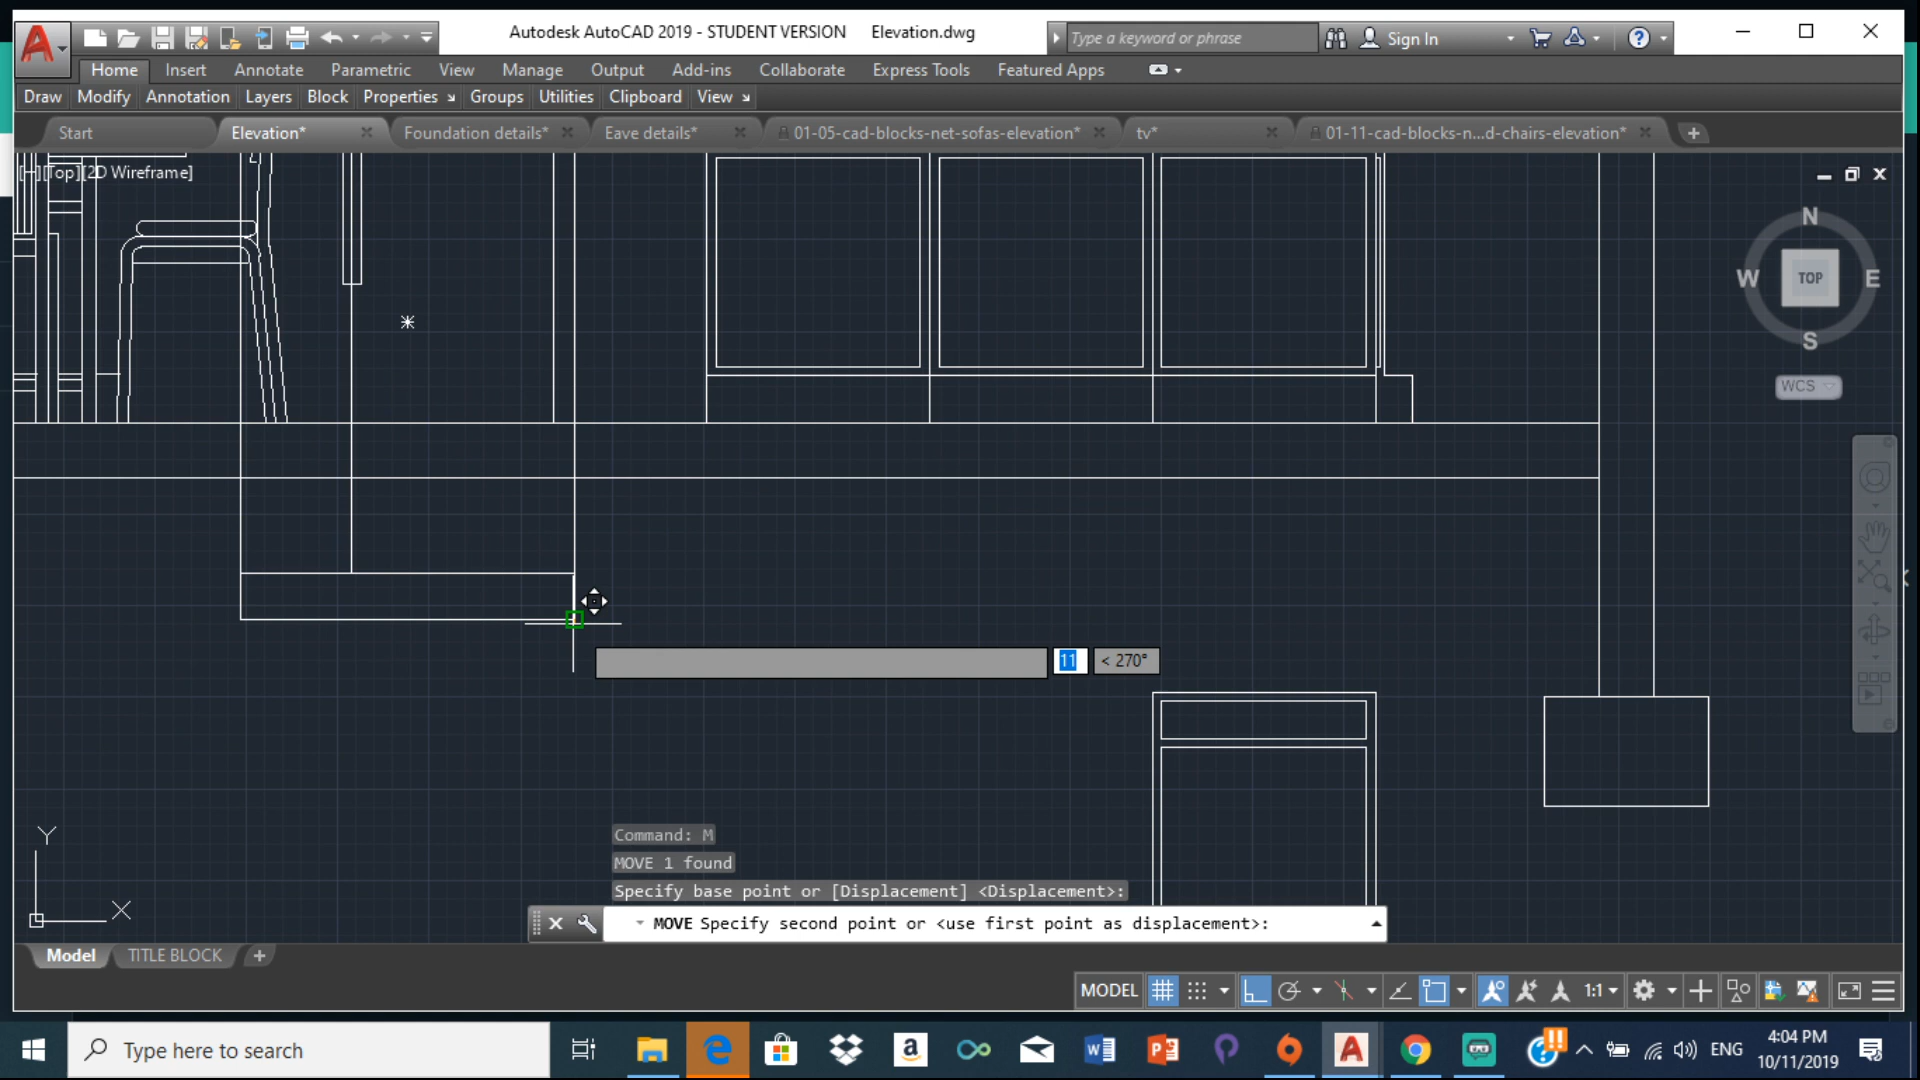 Autodesk AutoCAD 2019 - STUDENT VERSION Elevation.dwg
Type a keyword or phrase
Sign In
Home Insert Annotate Parametric View Manage Output Add-ins Collaborate Express Tools Featured Apps
Draw Modify Annotation Layers Block Properties Groups Utilities Clipboard View
Start Elevation* Foundation details* Eave details* 01-05-cad-blocks-net-sofas-elevation* tv* 01-11-cad-blocks-n...d-chairs-elevation*
[–][Top][2D Wireframe]
N
W TOP E
S
WCS
11 < 270°
Y
X
Command: M
MOVE 1 found
Specify base point or [Displacement] <Displacement>:
MOVE Specify second point or <use first point as displacement>:
Model TITLE BLOCK
MODEL 1:1
Type here to search
ENG
4:04 PM
10/11/2019